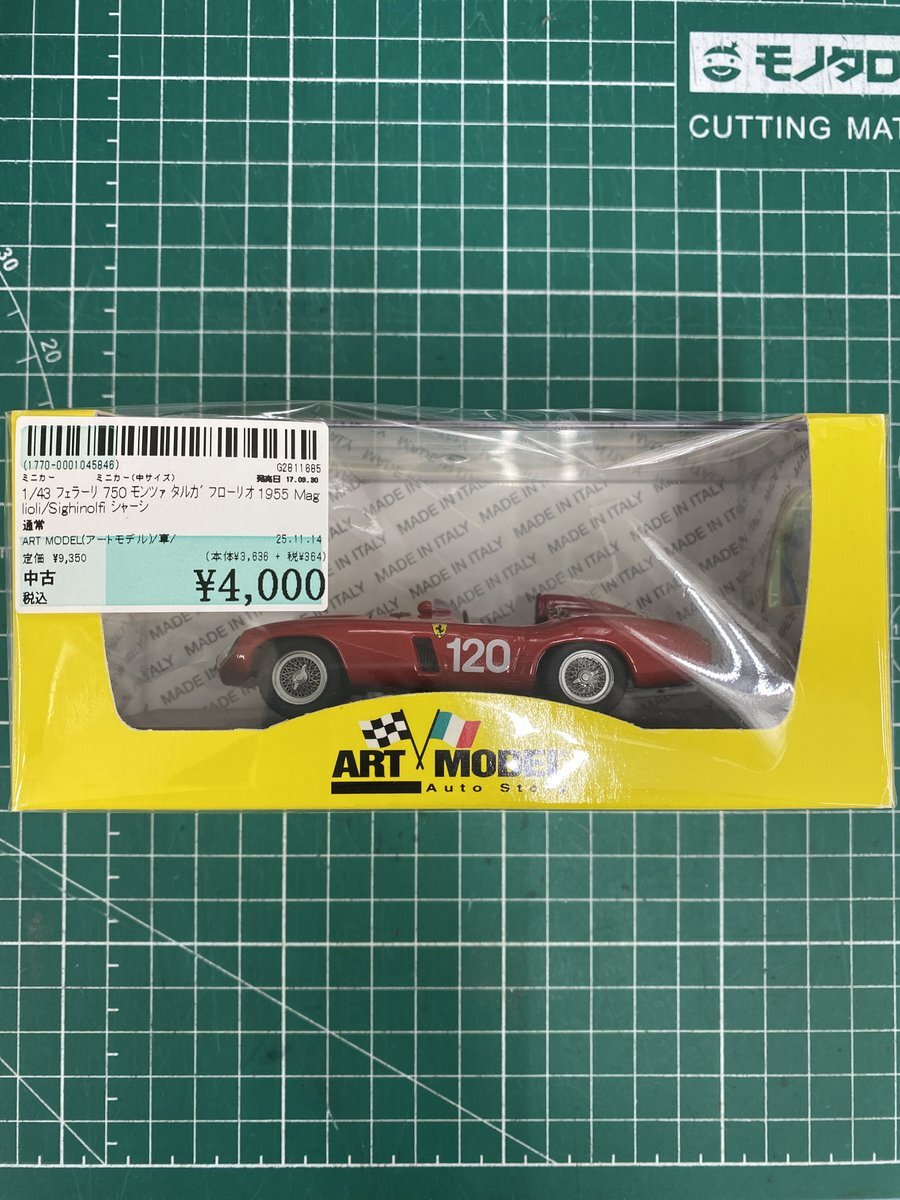 モノタロ
CUTTING MAT
30
20
(1770-0001045846)
G2811685
ミニカー ミニカー(中サイズ) 発売日 17.09.30
1/43 フェラーリ 750 モンツァ タルガ フローリオ 1955 Mag
lioli/Sighinolfi シャーシ
通常
ART MODEL(アートモデル)/車/ 25.11.14
定価 ¥9,350 (本体¥3,636 + 税¥364)
中古
税込
¥4,000
MADE IN ITALY
120
ART MODEL
Auto